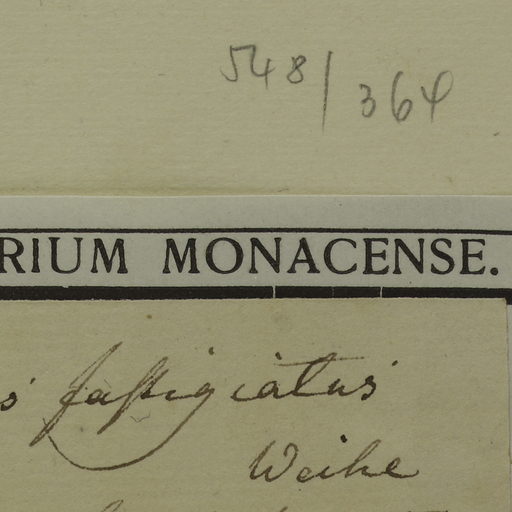 548/364
RIUM MONACENSE.
s fastigiatus
Weihe